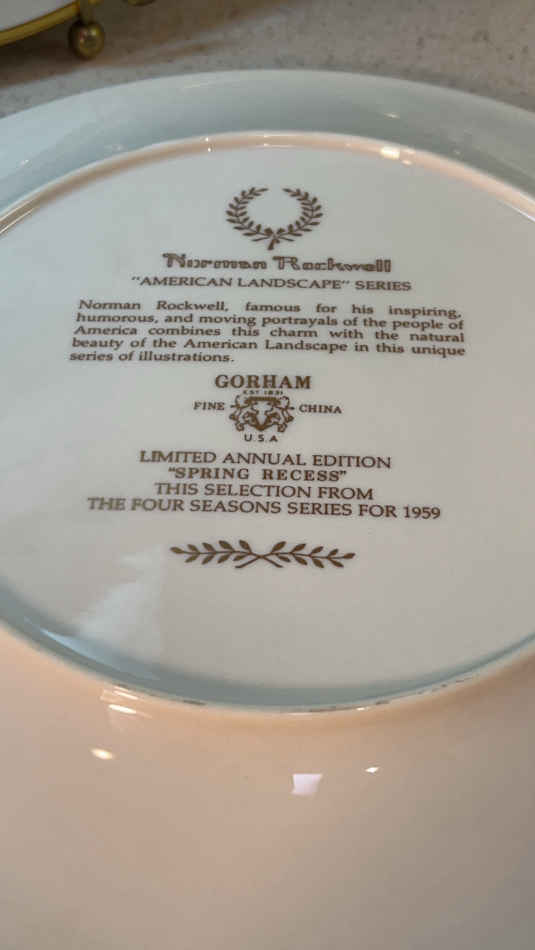 Norman Rockwell
"AMERICAN LANDSCAPE" SERIES
Norman Rockwell, famous for his inspiring,
humorous, and moving portrayals of the people of
America combines this charm with the natural
beauty of the American Landscape in this unique
series of illustrations.
GORHAM
EST 1831
FINE CHINA
U.S.A
LIMITED ANNUAL EDITION
"SPRING RECESS"
THIS SELECTION FROM
THE FOUR SEASONS SERIES FOR 1959